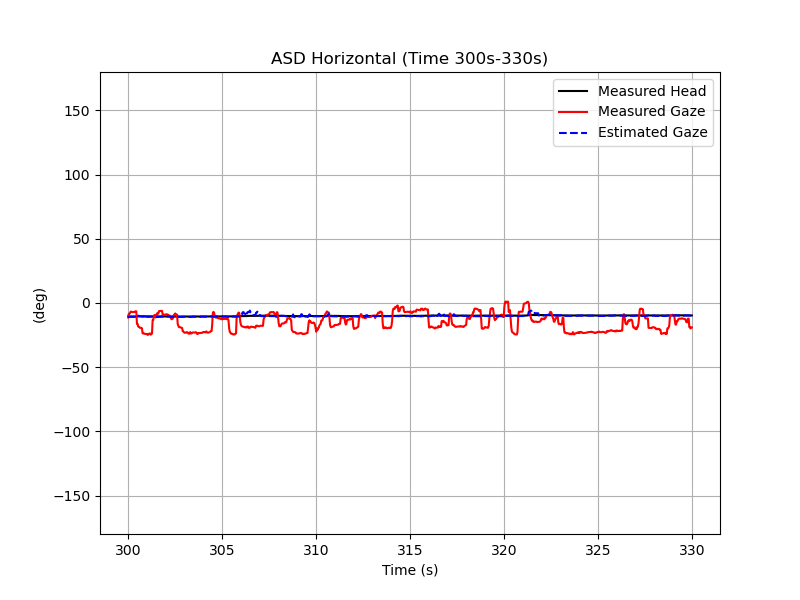 ASD Horizontal (Time 300s-330s)
Measured Head
Measured Gaze
Estimated Gaze
150
100
50
0
−50
−100
−150
(deg)
300
305
310
315
320
325
330
Time (s)